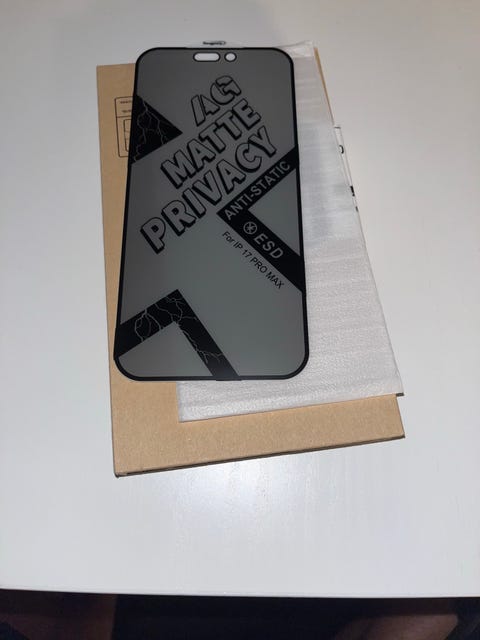 AG
MATTE
PRIVACY
ANTI-STATIC
ESD
For IP 17 PRO MAX